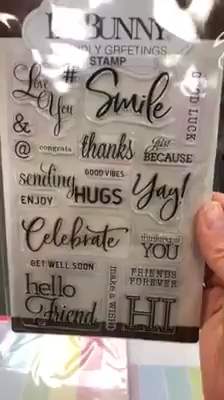 BUNNY
GREETINGS
STAMP
Love
You
#
Smile
GOOD LUCK
&
@
congrats
thanks
Just
BECAUSE
sending
GOOD VIBES
HUGS
ENJOY
Yay!
Celebrate
thinking of
YOU
GET WELL SOON
make a wish
FRIENDS
FOREVER
hello
Friend
HI